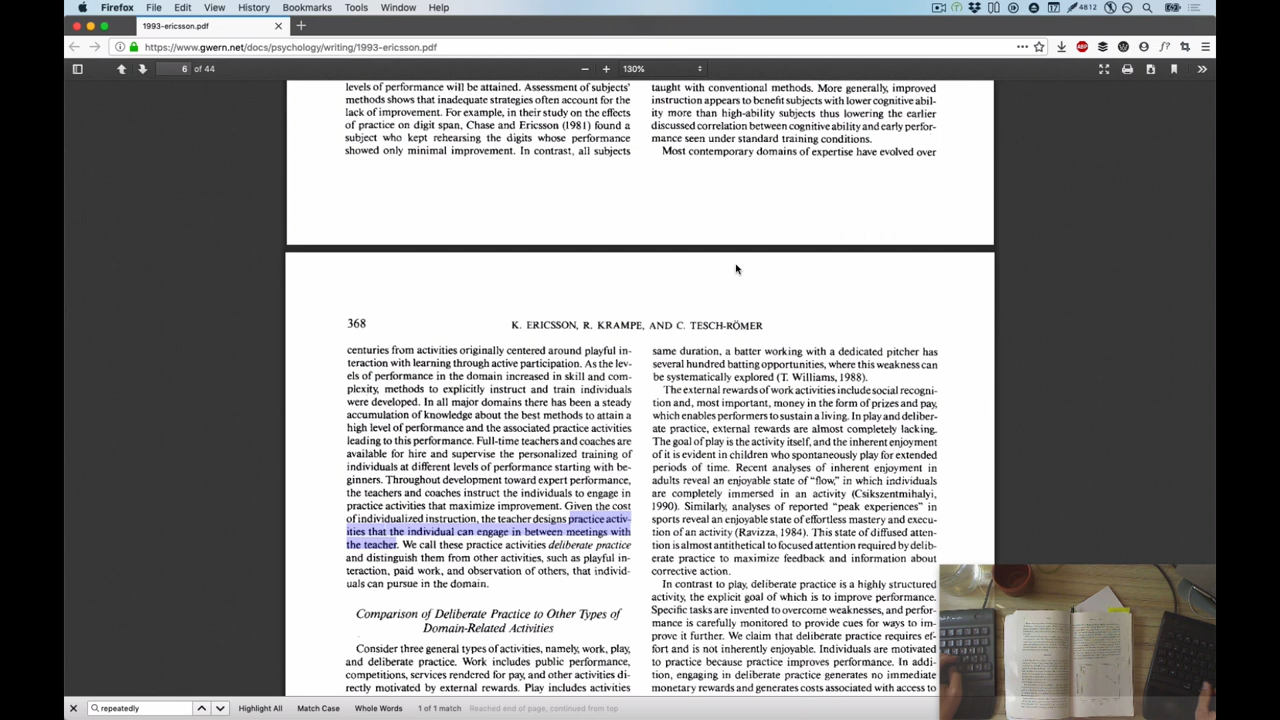 Firefox File Edit View History Bookmarks Tools Window Help
4812
1993-ericsson.pdf
https://www.gwern.net/docs/psychology/writing/1993-ericsson.pdf
6 of 44
130%
levels of performance will be attained. Assessment of subjects'
methods shows that inadequate strategies often account for the
lack of improvement. For example, in their study on the effects
of practice on digit span, Chase and Ericsson (1981) found a
subject who kept rehearsing the digits whose performance
showed only minimal improvement. In contrast, all subjects
taught with conventional methods. More generally, improved
instruction appears to benefit subjects with lower cognitive abil-
ity more than high-ability subjects thus lowering the earlier
discussed correlation between cognitive ability and early perfor-
mance seen under standard training conditions.
Most contemporary domains of expertise have evolved over
368
K. ERICSSON, R. KRAMPE, AND C. TESCH-RÖMER
centuries from activities originally centered around playful in-
teraction with learning through active participation. As the lev-
els of performance in the domain increased in skill and com-
plexity, methods to explicitly instruct and train individuals
were developed. In all major domains there has been a steady
accumulation of knowledge about the best methods to attain a
high level of performance and the associated practice activities
leading to this performance. Full-time teachers and coaches are
available for hire and supervise the personalized training of
individuals at different levels of performance starting with be-
ginners. Throughout development toward expert performance,
the teachers and coaches instruct the individuals to engage in
practice activities that maximize improvement. Given the cost
of individualized instruction, the teacher designs practice activ-
ities that the individual can engage in between meetings with
the teacher. We call these practice activities deliberate practice
and distinguish them from other activities, such as playful in-
teraction, paid work, and observation of others, that individ-
uals can pursue in the domain.
Comparison of Deliberate Practice to Other Types of
Domain-Related Activities
Consider three general types of activities, namely, work, play,
and deliberate practice. Work includes public performance,
competitions, services rendered for pay, and other activities di-
rectly motivated by external rewards. Play includes activities
same duration, a batter working with a dedicated pitcher has
several hundred batting opportunities, where this weakness can
be systematically explored (T. Williams, 1988).
The external rewards of work activities include social recogni-
tion and, most important, money in the form of prizes and pay,
which enables performers to sustain a living. In play and deliber-
ate practice, external rewards are almost completely lacking.
The goal of play is the activity itself, and the inherent enjoyment
of it is evident in children who spontaneously play for extended
periods of time. Recent analyses of inherent enjoyment in
adults reveal an enjoyable state of "flow," in which individuals
are completely immersed in an activity (Csikszentmihalyi,
1990). Similarly, analyses of reported "peak experiences" in
sports reveal an enjoyable state of effortless mastery and execu-
tion of an activity (Ravizza, 1984). This state of diffused atten-
tion is almost antithetical to focused attention required by delib-
erate practice to maximize feedback and information about
corrective action.
In contrast to play, deliberate practice is a highly structured
activity, the explicit goal of which is to improve performance.
Specific tasks are invented to overcome weaknesses, and perfor-
mance is carefully monitored to provide cues for ways to im-
prove it further. We claim that deliberate practice requires ef-
fort and is not inherently enjoyable. Individuals are motivated
to practice because practice improves performance. In addi-
tion, engaging in deliberate practice generates no immediate
monetary rewards and generates costs associated with access to
repeatedly
Highlight All Match Case Whole Words 1 of 1 match Reached end of page, continued from top